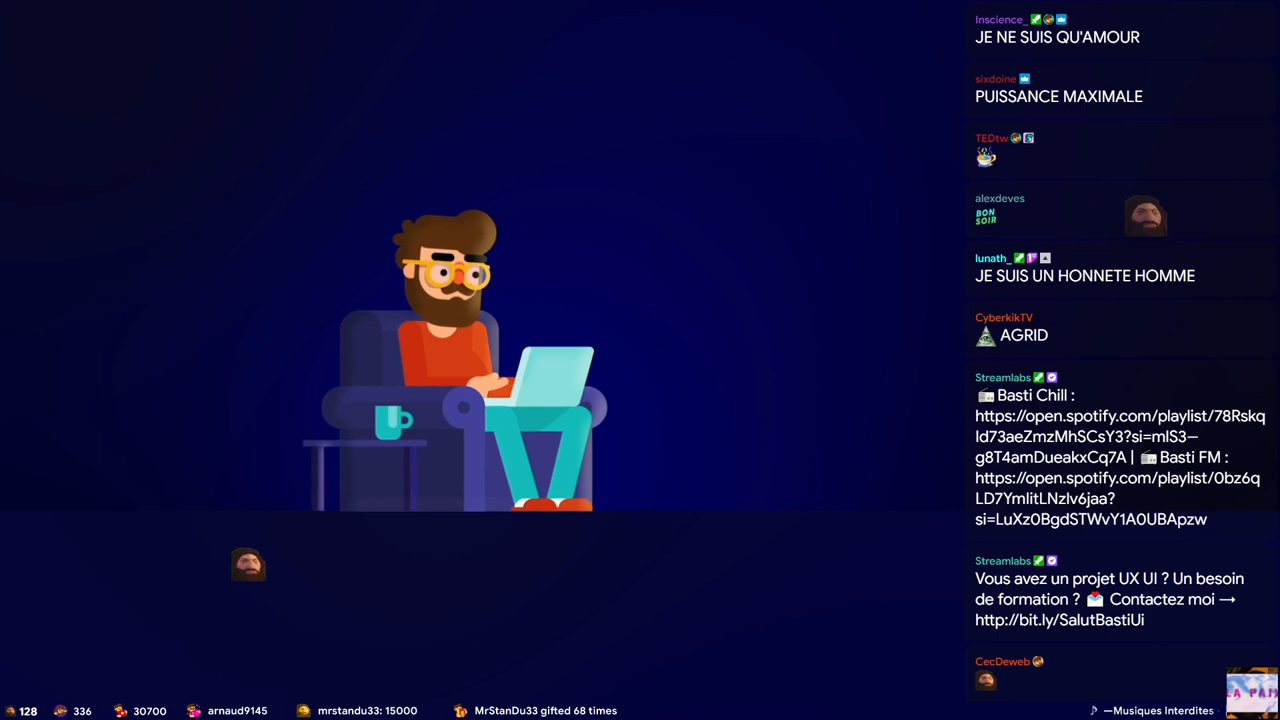 Inscience_
JE NE SUIS QU'AMOUR
sixdoine
PUISSANCE MAXIMALE
TEDtw
alexdeves
BON
SOIR
lunath_
JE SUIS UN HONNETE HOMME
CyberkikTV
AGRID
Streamlabs
📻 Basti Chill :
https://open.spotify.com/playlist/78Rskq
Id73aeZmzMhSCsY3?si=mIS3–
g8T4amDueakxCq7A | 📻 Basti FM :
https://open.spotify.com/playlist/0bz6q
LD7YmlitLNzlv6jaa?
si=LuXz0BgdSTWvY1A0UBApzw
Streamlabs
Vous avez un projet UX UI ? Un besoin
de formation ? 💌 Contactez moi →
http://bit.ly/SalutBastiUi
CecDeweb
LA PAI
128 336 30700 arnaud9145 mrstandu33: 15000 MrStanDu33 gifted 68 times ♪ —Musiques Interdites